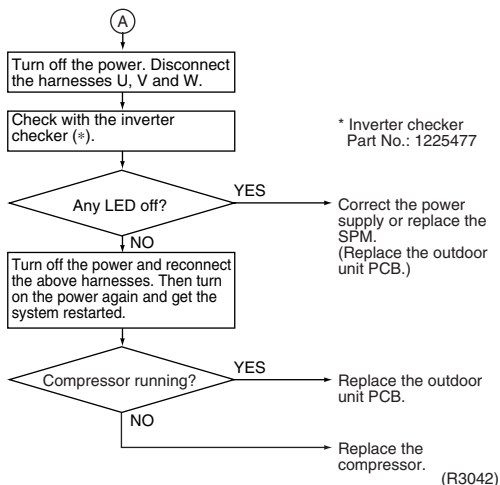 A
Turn off the power. Disconnect
the harnesses U, V and W.
Check with the inverter
checker (*).
* Inverter checker
Part No.: 1225477
Any LED off?
YES
Correct the power
supply or replace the
SPM.
(Replace the outdoor
unit PCB.)
NO
Turn off the power and reconnect
the above harnesses. Then turn
on the power again and get the
system restarted.
Compressor running?
YES
Replace the outdoor
unit PCB.
NO
Replace the
compressor.
(R3042)